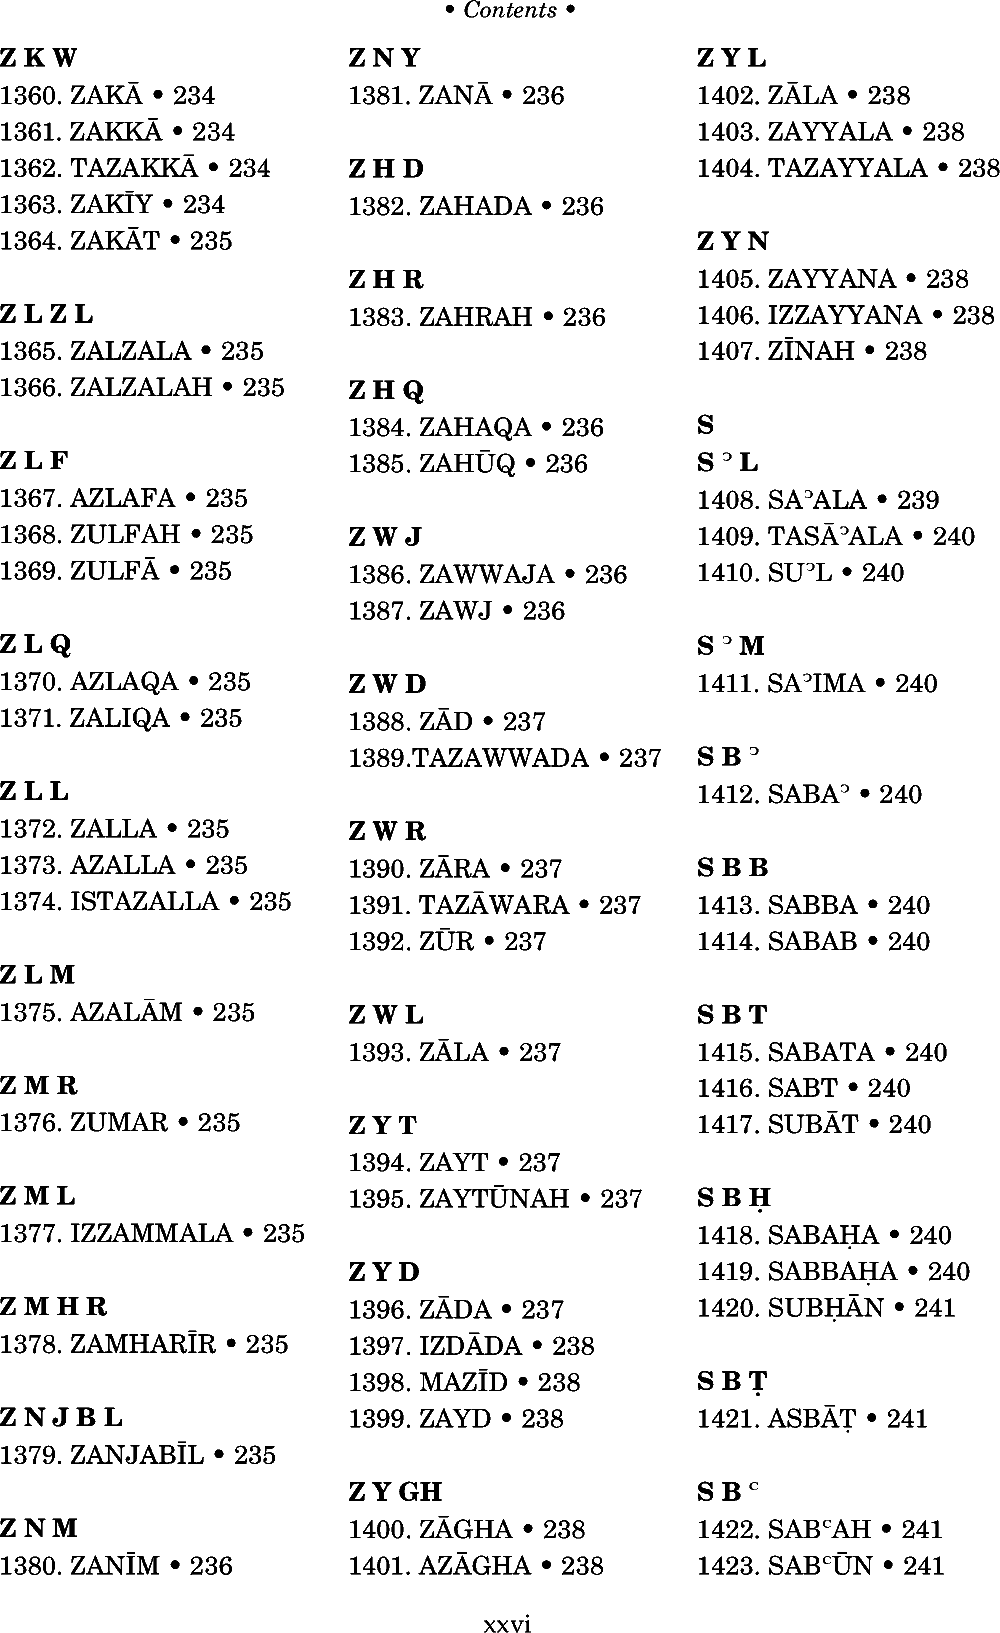 • Contents •
Z K W
1360. ZAKĀ • 234
1361. ZAKKĀ • 234
1362. TAZAKKĀ • 234
1363. ZAKĪY • 234
1364. ZAKĀT • 235
Z L Z L
1365. ZALZALA • 235
1366. ZALZALAH • 235
Z L F
1367. AZLAFA • 235
1368. ZULFAH • 235
1369. ZULFĀ • 235
Z L Q
1370. AZLAQA • 235
1371. ZALIQA • 235
Z L L
1372. ZALLA • 235
1373. AZALLA • 235
1374. ISTAZALLA • 235
Z L M
1375. AZALĀM • 235
Z M R
1376. ZUMAR • 235
Z M L
1377. IZZAMMALA • 235
Z M H R
1378. ZAMHARĪR • 235
Z N J B L
1379. ZANJABĪL • 235
Z N M
1380. ZANĪM • 236
Z N Y
1381. ZANĀ • 236
Z H D
1382. ZAHADA • 236
Z H R
1383. ZAHRAH • 236
Z H Q
1384. ZAHAQA • 236
1385. ZAHŪQ • 236
Z W J
1386. ZAWWAJA • 236
1387. ZAWJ • 236
Z W D
1388. ZĀD • 237
1389.TAZAWWADA • 237
Z W R
1390. ZĀRA • 237
1391. TAZĀWARA • 237
1392. ZŪR • 237
Z W L
1393. ZĀLA • 237
Z Y T
1394. ZAYT • 237
1395. ZAYTŪNAH • 237
Z Y D
1396. ZĀDA • 237
1397. IZDĀDA • 238
1398. MAZĪD • 238
1399. ZAYD • 238
Z Y GH
1400. ZĀGHA • 238
1401. AZĀGHA • 238
Z Y L
1402. ZĀLA • 238
1403. ZAYYALA • 238
1404. TAZAYYALA • 238
Z Y N
1405. ZAYYANA • 238
1406. IZZAYYANA • 238
1407. ZĪNAH • 238
S
S ʾ L
1408. SAʾALA • 239
1409. TASĀʾALA • 240
1410. SUʾL • 240
S ʾ M
1411. SAʾIMA • 240
S B ʾ
1412. SABAʾ • 240
S B B
1413. SABBA • 240
1414. SABAB • 240
S B T
1415. SABATA • 240
1416. SABT • 240
1417. SUBĀT • 240
S B Ḥ
1418. SABAḤA • 240
1419. SABBAḤA • 240
1420. SUBḤĀN • 241
S B Ṭ
1421. ASBĀṬ • 241
S B ʿ
1422. SABʿAH • 241
1423. SABʿŪN • 241
xxvi